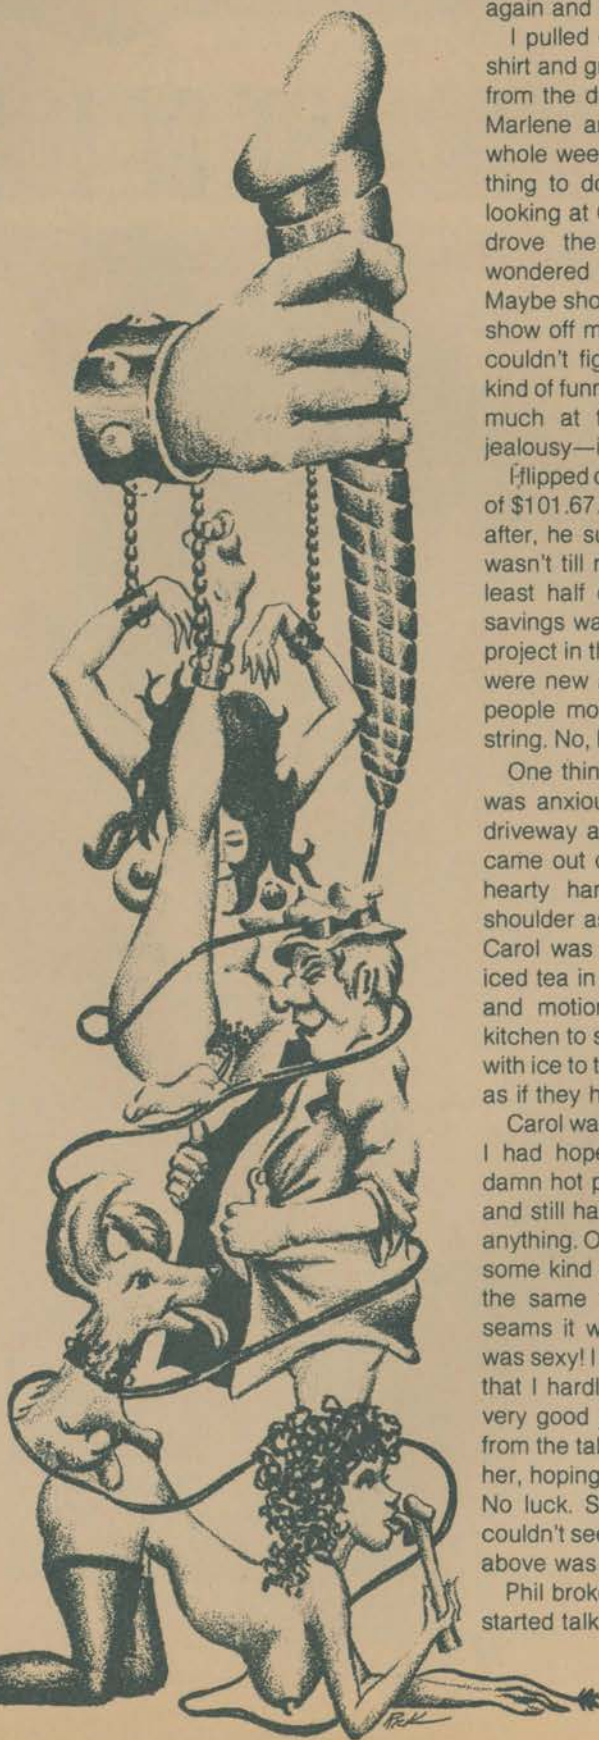 again and
I pulled
shirt and g
from the d
Marlene a
whole wee
thing to do
looking at
drove the
wondered
Maybe sho
show off m
couldn't fig
kind of funn
much at t
jealousy—i
I flipped o
of $101.67.
after, he su
wasn't till n
least half
savings wa
project in th
were new
people mo
string. No, I
One thin
was anxiou
driveway a
came out o
hearty har
shoulder as
Carol was
iced tea in
and motion
kitchen to s
with ice to t
as if they h
Carol wa
I had hope
damn hot p
and still ha
anything. O
some kind
the same
seams it w
was sexy! I
that I hardl
very good
from the tal
her, hoping
No luck. S
couldn't see
above was
Phil brok
started talk